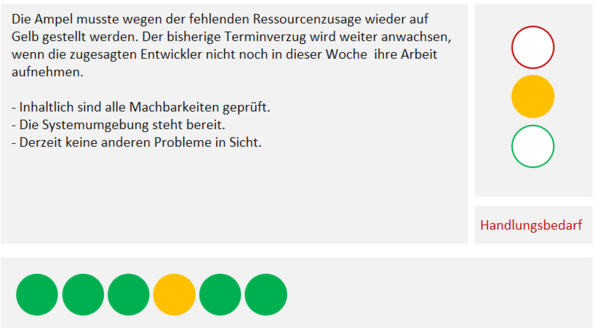 Die Ampel musste wegen der fehlenden Ressourcenzusage wieder auf
Gelb gestellt werden. Der bisherige Terminverzug wird weiter anwachsen,
wenn die zugesagten Entwickler nicht noch in dieser Woche  ihre Arbeit
aufnehmen.
- Inhaltlich sind alle Machbarkeiten geprüft.
- Die Systemumgebung steht bereit.
- Derzeit keine anderen Probleme in Sicht.
Handlungsbedarf